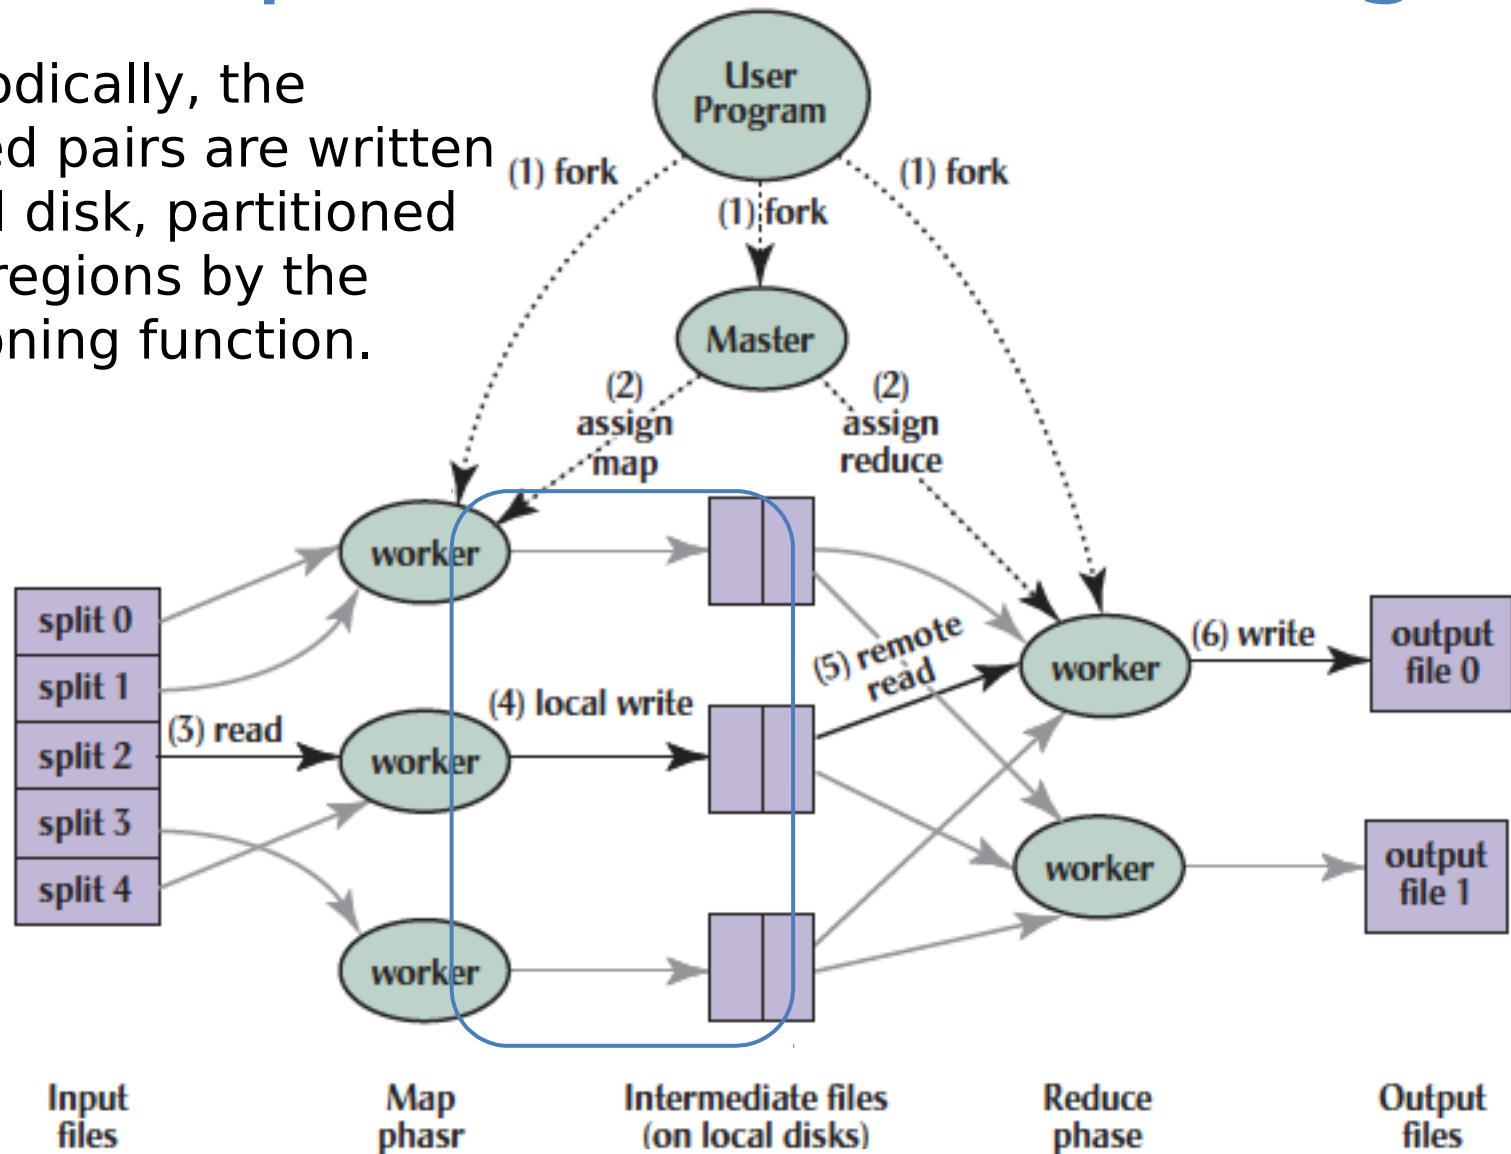 the
pairs are written
disk, partitioned
regions by the
function.
User
Program
(1) fork
(1) fork
(1) fork
Master
(2)
assign
map
(2)
assign
reduce
worker
split 0
split 1
split 2
split 3
split 4
(3) read
worker
worker
(4) local write
(5) remote
read
worker
worker
(6) write
output
file 0
output
file 1
Input
files
Map
phasr
Intermediate files
(on local disks)
Reduce
phase
Output
files